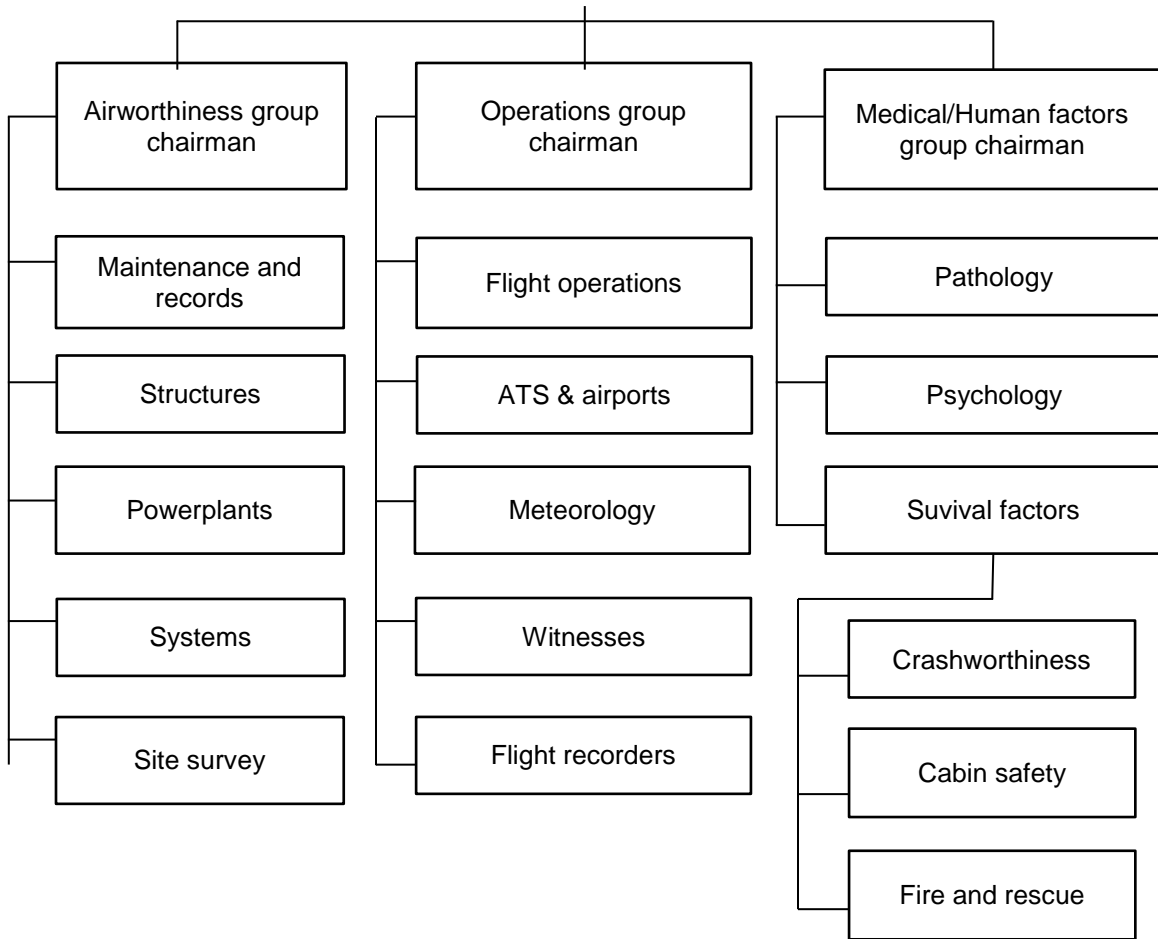 Airworthiness group
chairman
Maintenance and
records
Structures
Powerplants
Systems
Site survey
Operations group
chairman
Flight operations
ATS & airports
Meteorology
Witnesses
Flight recorders
Medical/Human factors
group chairman
Pathology
Psychology
Suvival factors
Crashworthiness
Cabin safety
Fire and rescue